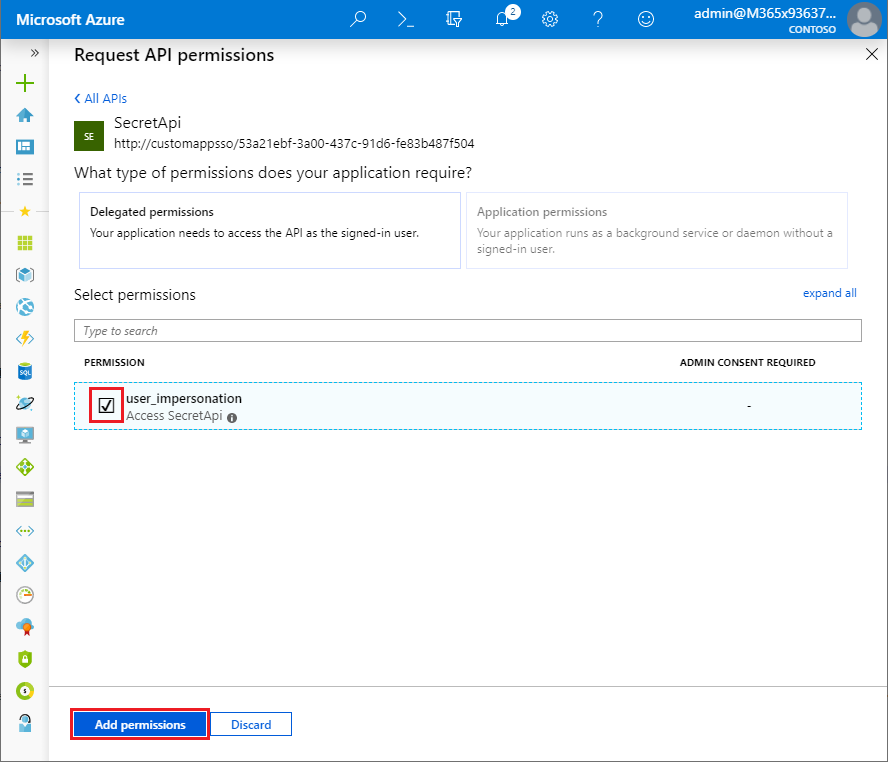 Microsoft Azure
2
admin@M365x93637...
CONTOSO
Request API permissions
All APIs
SE
SecretApi
http://customappsso/53a21ebf-3a00-437c-91d6-fe83b487f504
What type of permissions does your application require?
Delegated permissions
Your application needs to access the API as the signed-in user.
Application permissions
Your application runs as a background service or daemon without a
signed-in user.
Select permissions
expand all
Type to search
PERMISSION
ADMIN CONSENT REQUIRED
user_impersonation
Access SecretApi
-
SQL
Add permissions
Discard